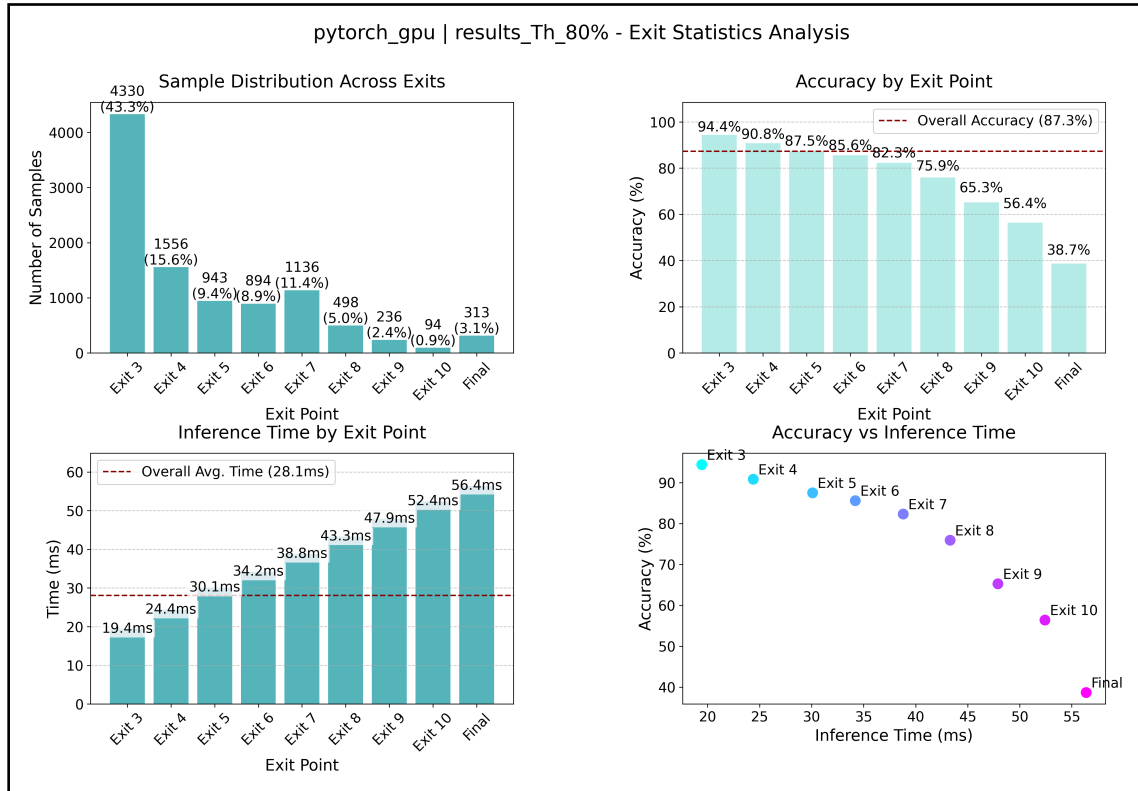 pytorch_gpu | results_Th_80% - Exit Statistics Analysis
Sample Distribution Across Exits
Number of Samples
4000
3000
2000
1000
0
4330
(43.3%)
1556
(15.6%)
943
(9.4%)
894
(8.9%)
1136
(11.4%)
498
(5.0%)
236
(2.4%)
94
(0.9%)
313
(3.1%)
Exit 3
Exit 4
Exit 5
Exit 6
Exit 7
Exit 8
Exit 9
Exit 10
Final
Exit Point
Accuracy by Exit Point
Accuracy (%)
100
80
60
40
20
0
Overall Accuracy (87.3%)
94.4%
90.8%
87.5%
85.6%
82.3%
75.9%
65.3%
56.4%
38.7%
Exit 3
Exit 4
Exit 5
Exit 6
Exit 7
Exit 8
Exit 9
Exit 10
Final
Exit Point
Inference Time by Exit Point
Time (ms)
60
50
40
30
20
10
0
Overall Avg. Time (28.1ms)
19.4ms
24.4ms
30.1ms
34.2ms
38.8ms
43.3ms
47.9ms
52.4ms
56.4ms
Exit 3
Exit 4
Exit 5
Exit 6
Exit 7
Exit 8
Exit 9
Exit 10
Final
Exit Point
Accuracy vs Inference Time
Accuracy (%)
90
80
70
60
50
40
Exit 3
Exit 4
Exit 5
Exit 6
Exit 7
Exit 8
Exit 9
Exit 10
Final
20
25
30
35
40
45
50
55
Inference Time (ms)